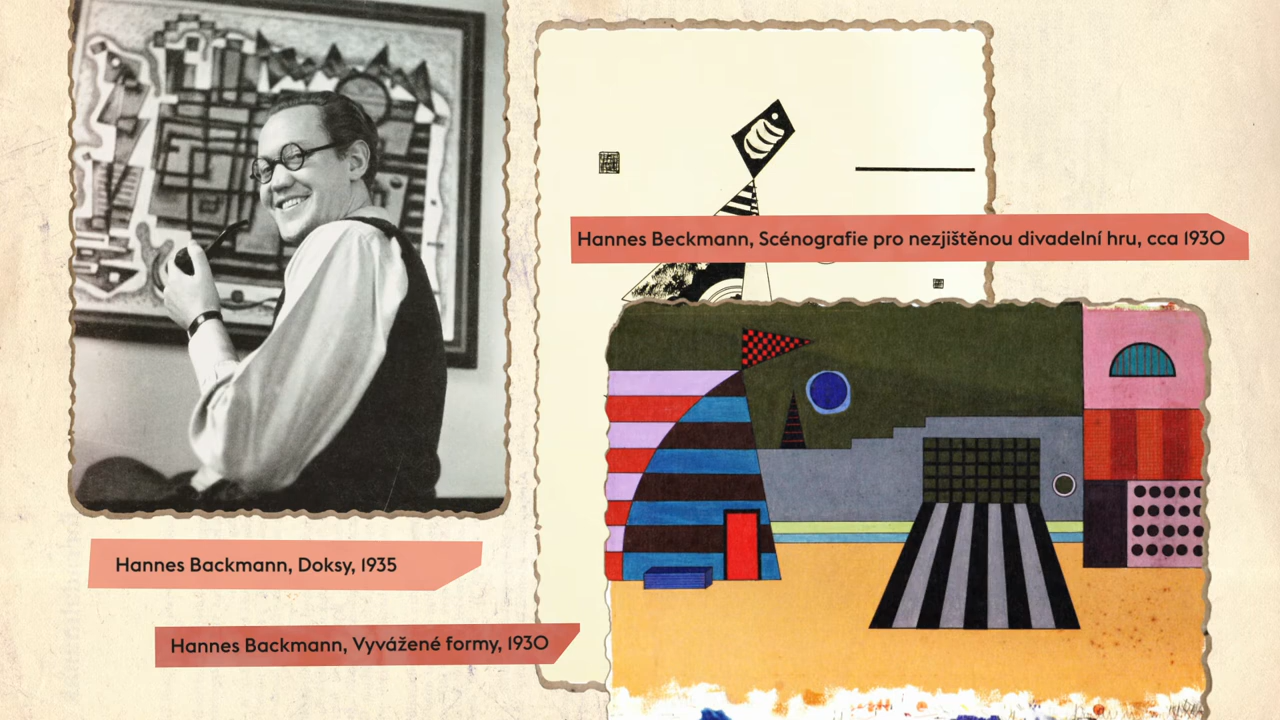 Hannes Beckmann, Scénografie pro nezjištěnou divadelní hru, cca 1930
Hannes Backmann, Doksy, 1935
Hannes Backmann, Vyvážené formy, 1930